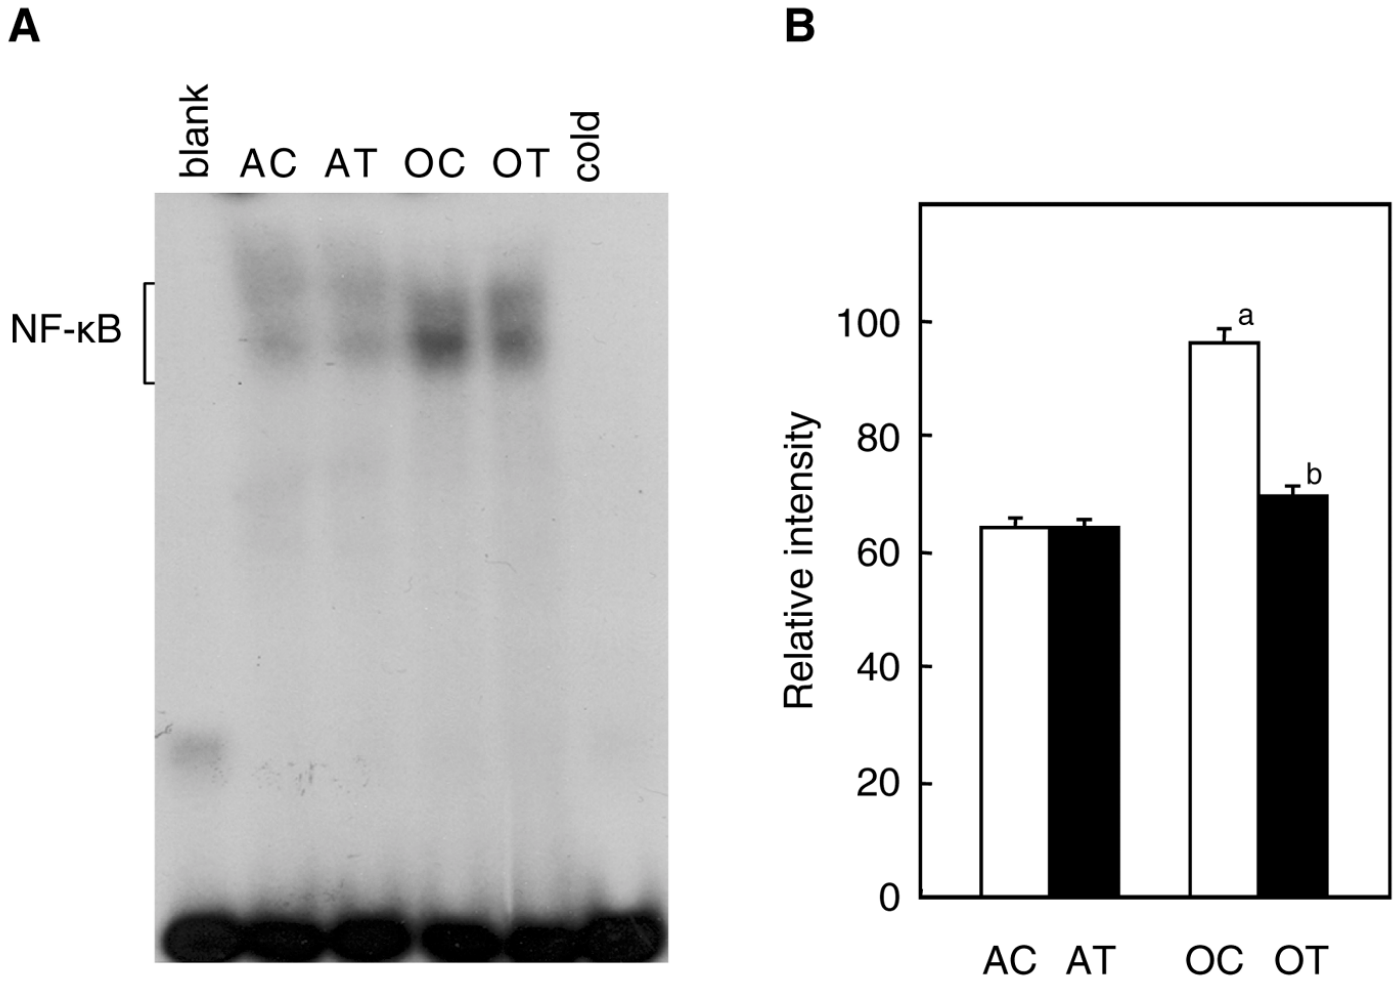 A
blank AC AT OC OT cold
NF-κB
B
Relative intensity
100
80
60
40
20
0
a
b
AC AT OC OT